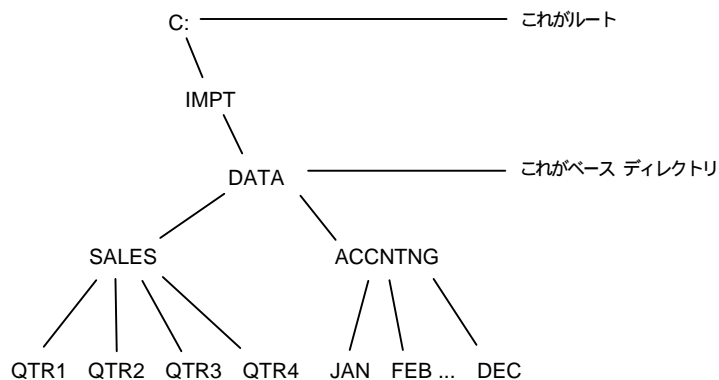 C: これがルート
IMPT
DATA これがベース ディレクトリ
SALES ACCNTNG
QTR1 QTR2 QTR3 QTR4 JAN FEB ... DEC